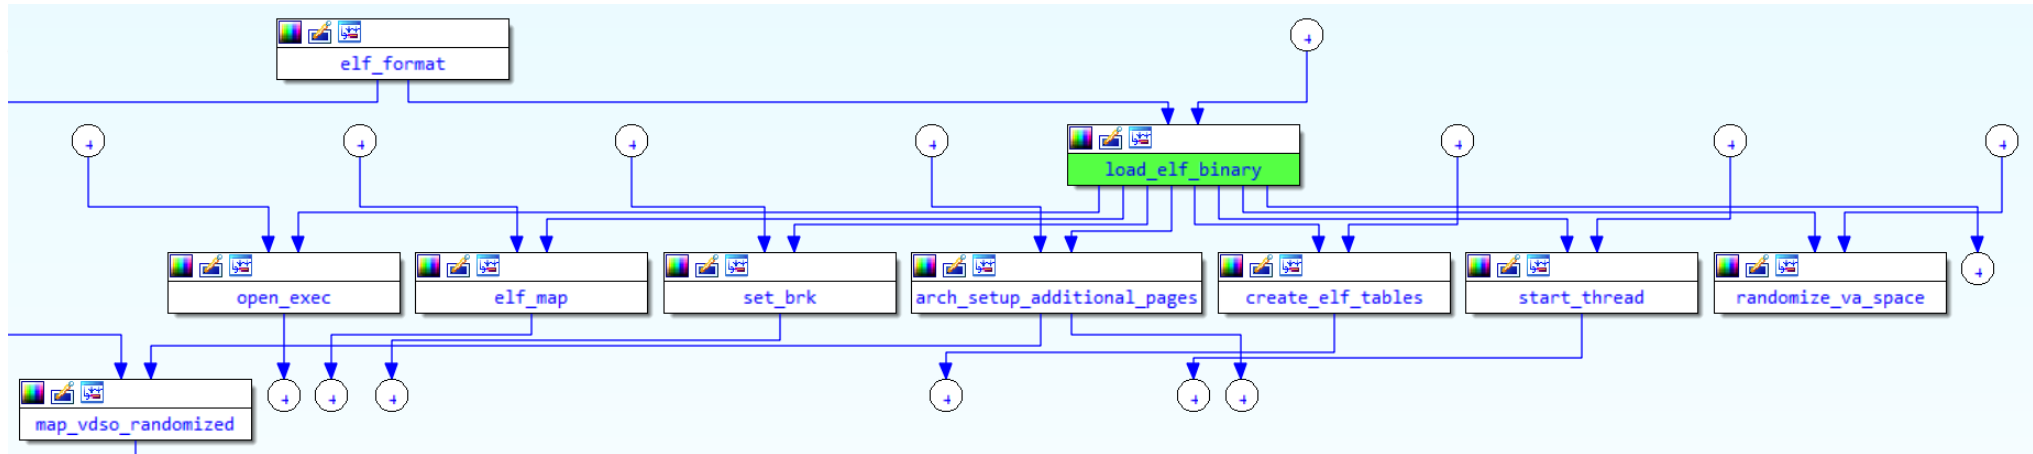 elf_format
load_elf_binary
open_exec
elf_map
set_brk
arch_setup_additional_pages
create_elf_tables
start_thread
randomize_va_space
map_vdso_randomized